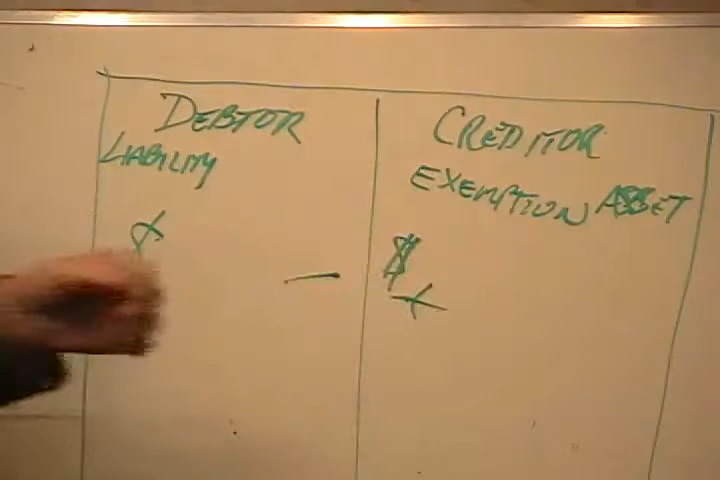 DEBTOR
LIABILITY
$
—
CREDITOR
EXEMPTION ASSET
$
+